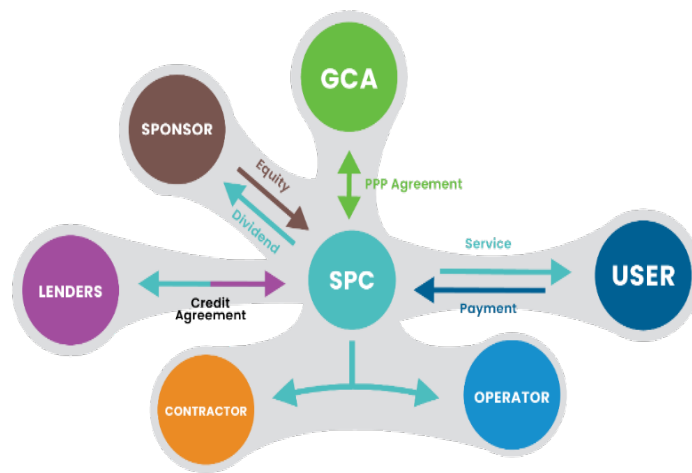 GCA
SPONSOR
Equity
Dividend
PPP Agreement
LENDERS
Credit
Agreement
SPC
Service
Payment
USER
CONTRACTOR
OPERATOR